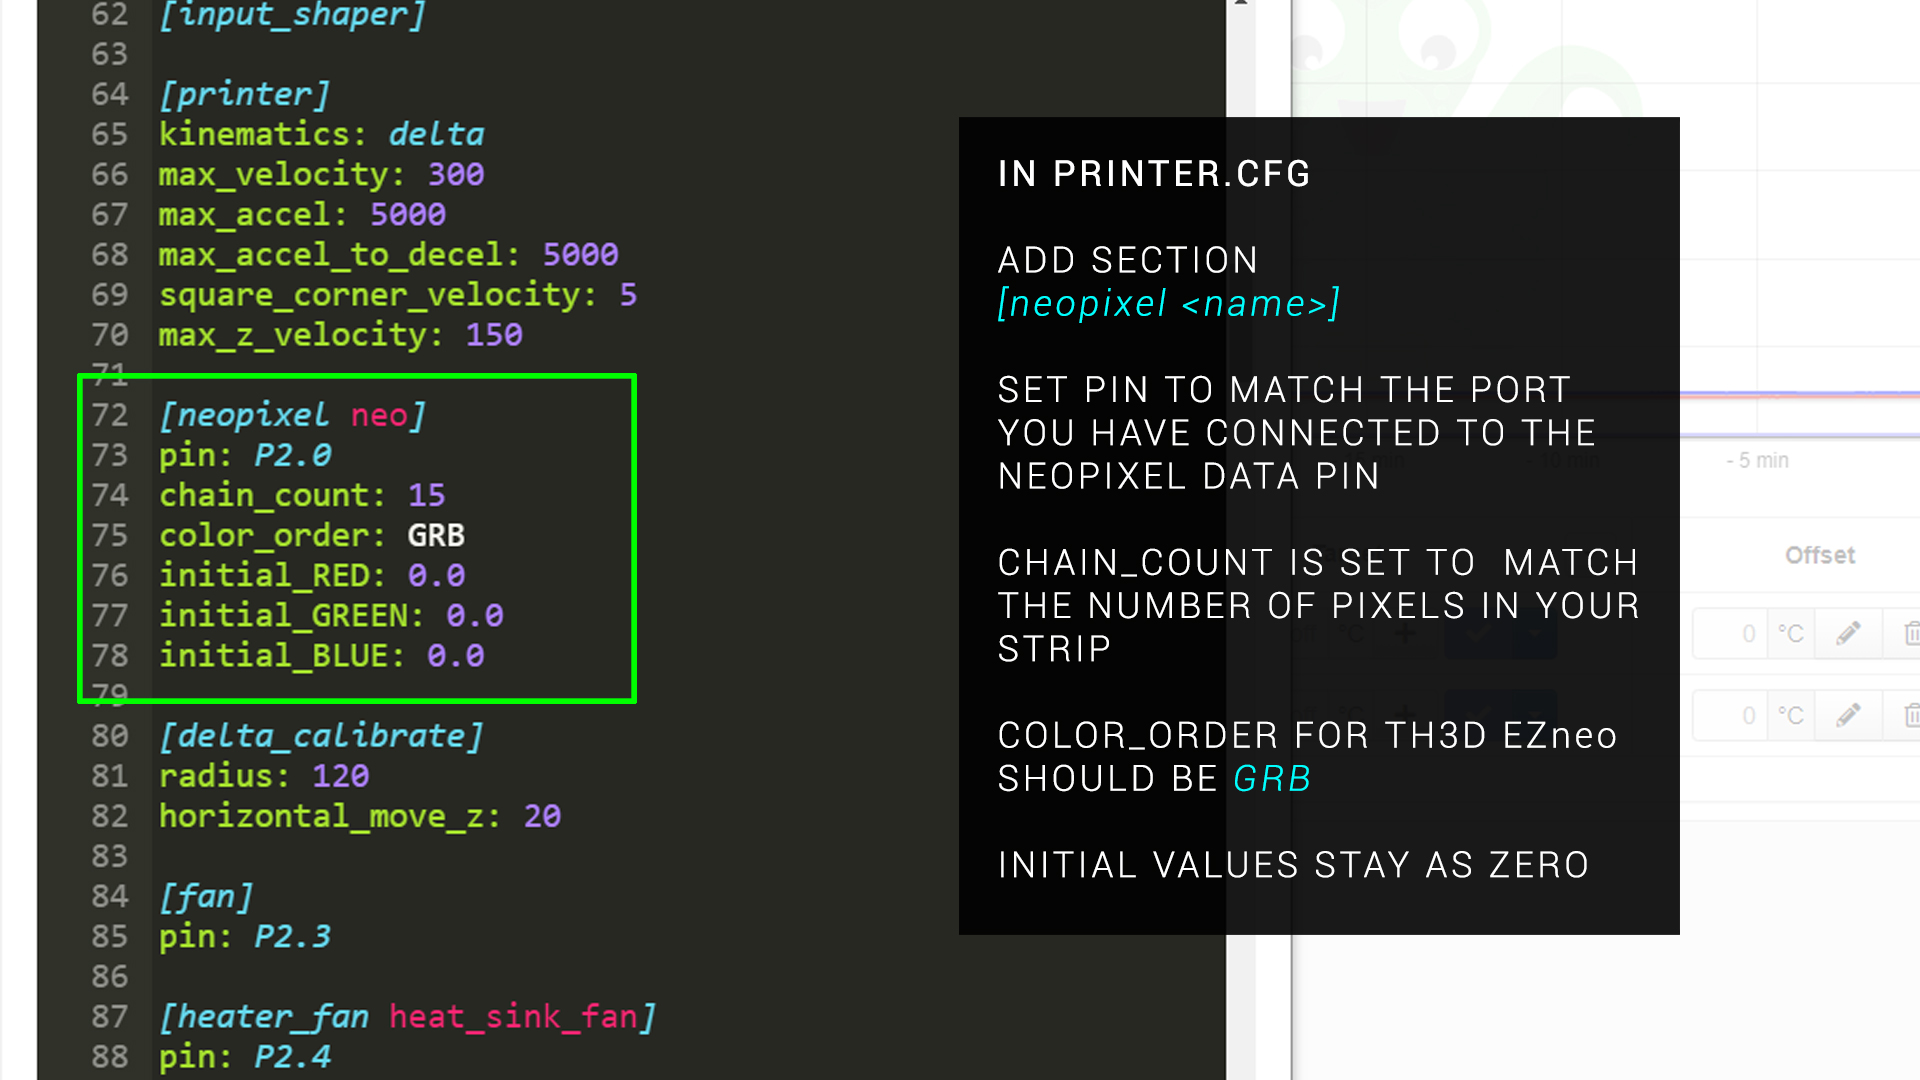 62 [input_shaper]
63
64 [printer]
65 kinematics: delta
66 max_velocity: 300
67 max_accel: 5000
68 max_accel_to_decel: 5000
69 square_corner_velocity: 5
70 max_z_velocity: 150
71
72 [neopixel neo]
73 pin: P2.0
74 chain_count: 15
75 color_order: GRB
76 initial_RED: 0.0
77 initial_GREEN: 0.0
78 initial_BLUE: 0.0
79
80 [delta_calibrate]
81 radius: 120
82 horizontal_move_z: 20
83
84 [fan]
85 pin: P2.3
86
87 [heater_fan heat_sink_fan]
88 pin: P2.4
IN PRINTER.CFG
ADD SECTION
[neopixel <name>]
SET PIN TO MATCH THE PORT
YOU HAVE CONNECTED TO THE
NEOPIXEL DATA PIN
CHAIN_COUNT IS SET TO MATCH
THE NUMBER OF PIXELS IN YOUR
STRIP
COLOR_ORDER FOR TH3D EZneo
SHOULD BE GRB
INITIAL VALUES STAY AS ZERO
- 10 min
- 5 min
Offset
0 °C
0 °C